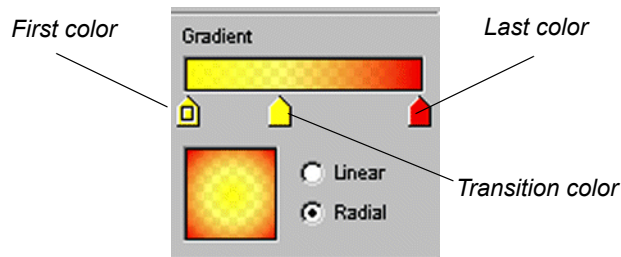 First color
Last color
Gradient
Linear
Transition color
Radial